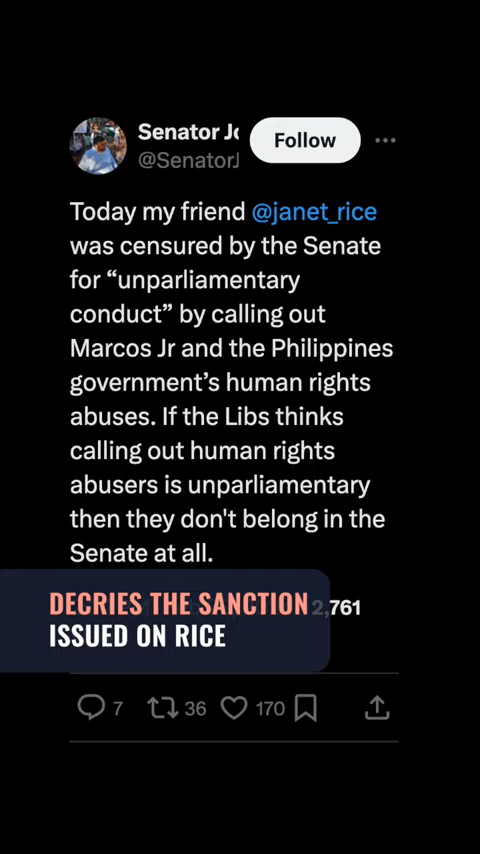 Senator Jo
Follow
@SenatorJ
Today my friend @janet_rice
was censured by the Senate
for “unparliamentary
conduct” by calling out
Marcos Jr and the Philippines
government’s human rights
abuses. If the Libs thinks
calling out human rights
abusers is unparliamentary
then they don't belong in the
Senate at all.
DECRIES THE SANCTION
2,761
ISSUED ON RICE
7 36 170